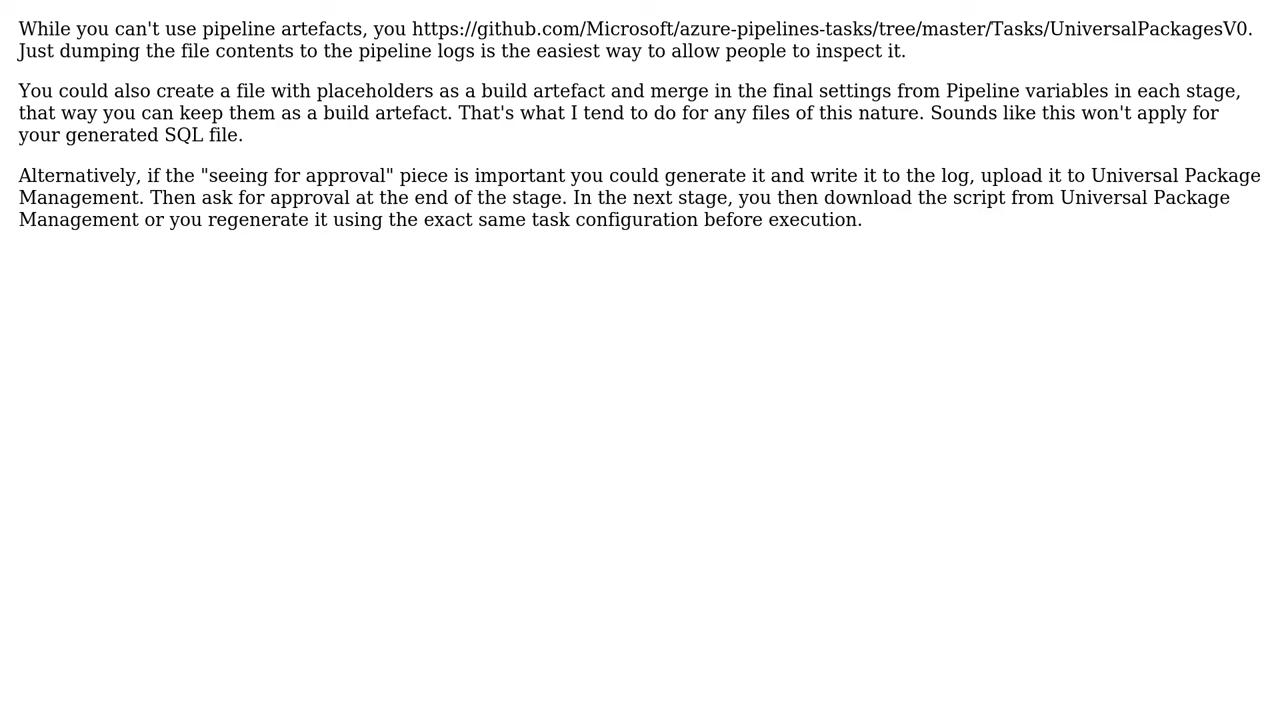 While you can't use pipeline artefacts, you https://github.com/Microsoft/azure-pipelines-tasks/tree/master/Tasks/UniversalPackagesV0.
Just dumping the file contents to the pipeline logs is the easiest way to allow people to inspect it.
You could also create a file with placeholders as a build artefact and merge in the final settings from Pipeline variables in each stage,
that way you can keep them as a build artefact. That's what I tend to do for any files of this nature. Sounds like this won't apply for
your generated SQL file.
Alternatively, if the "seeing for approval" piece is important you could generate it and write it to the log, upload it to Universal Package
Management. Then ask for approval at the end of the stage. In the next stage, you then download the script from Universal Package
Management or you regenerate it using the exact same task configuration before execution.